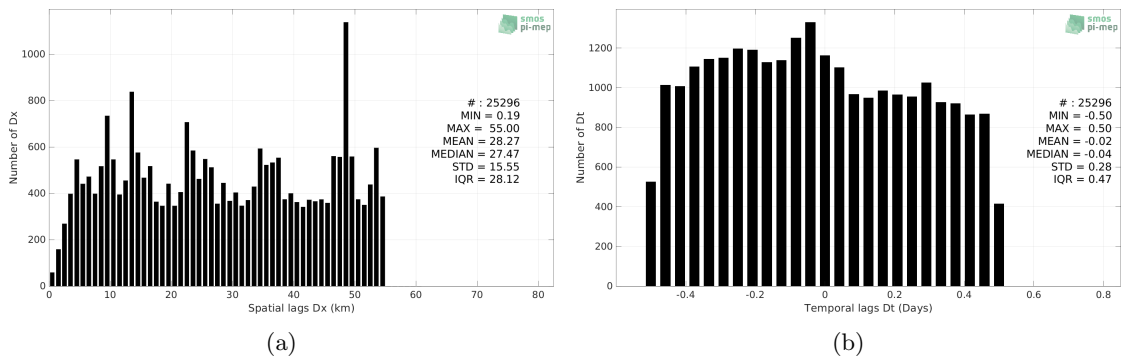 smos
pi-mep
1000
800
600
400
200
0
Number of Dx
# : 25296
MIN = 0.19
MAX = 55.00
MEAN = 28.27
MEDIAN = 27.47
STD = 15.55
IQR = 28.12
0 10 20 30 40 50 60 70 80
Spatial lags Dx (km)
(a)
smos
pi-mep
1200
1000
800
600
400
200
0
Number of Dt
# : 25296
MIN = -0.50
MAX = 0.50
MEAN = -0.02
MEDIAN = -0.04
STD = 0.28
IQR = 0.47
-0.4 -0.2 0 0.2 0.4 0.6 0.8
Temporal lags Dt (Days)
(b)